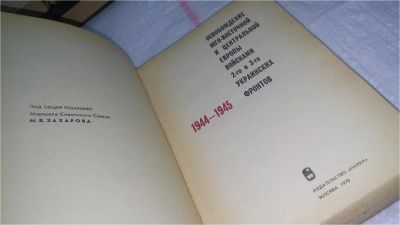 ПОД ОБЩЕЙ РЕДАКЦИЕЙ
Маршала Советского Союза
М. В. ЗАХАРОВА
ОСВОБОЖДЕНИЕ
ЮГО-ВОСТОЧНОЙ
И ЦЕНТРАЛЬНОЙ
ЕВРОПЫ
ВОЙСКАМИ
2-го и 3-го
УКРАИНСКИХ
ФРОНТОВ
1944—1945
ИЗДАТЕЛЬСТВО «НАУКА»
МОСКВА 1970